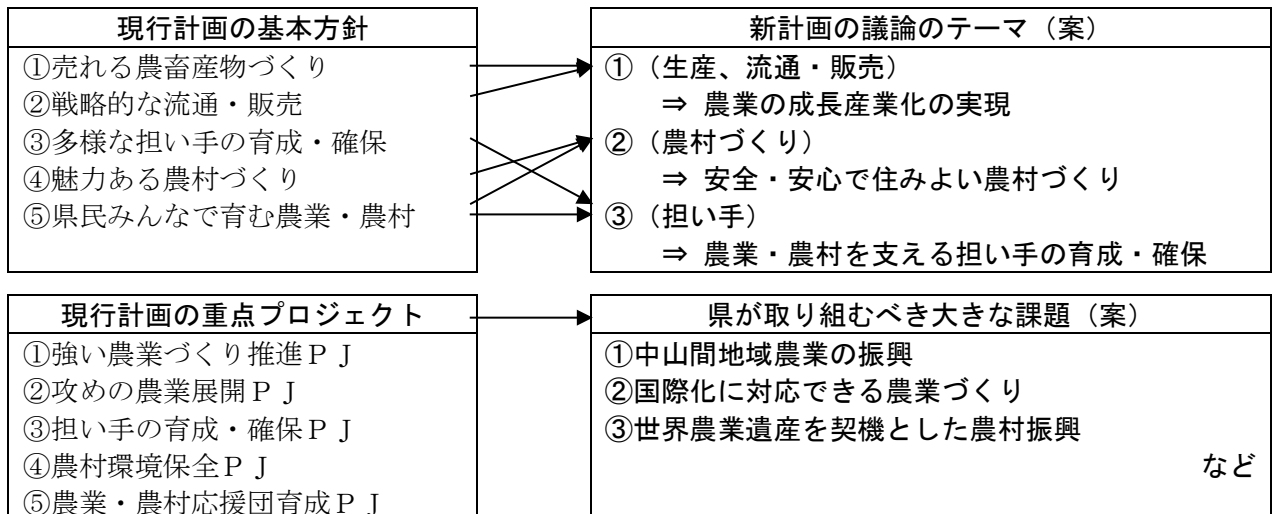 現行計画の基本方針
①売れる農畜産物づくり
②戦略的な流通・販売
③多様な担い手の育成・確保
④魅力ある農村づくり
⑤県民みんなで育む農業・農村
新計画の議論のテーマ（案）
①（生産、流通・販売）
⇒ 農業の成長産業化の実現
②（農村づくり）
⇒ 安全・安心で住みよい農村づくり
③（担い手）
⇒ 農業・農村を支える担い手の育成・確保
現行計画の重点プロジェクト
①強い農業づくり推進ＰＪ
②攻めの農業展開ＰＪ
③担い手の育成・確保ＰＪ
④農村環境保全ＰＪ
⑤農業・農村応援団育成ＰＪ
県が取り組むべき大きな課題（案）
①中山間地域農業の振興
②国際化に対応できる農業づくり
③世界農業遺産を契機とした農村振興
など